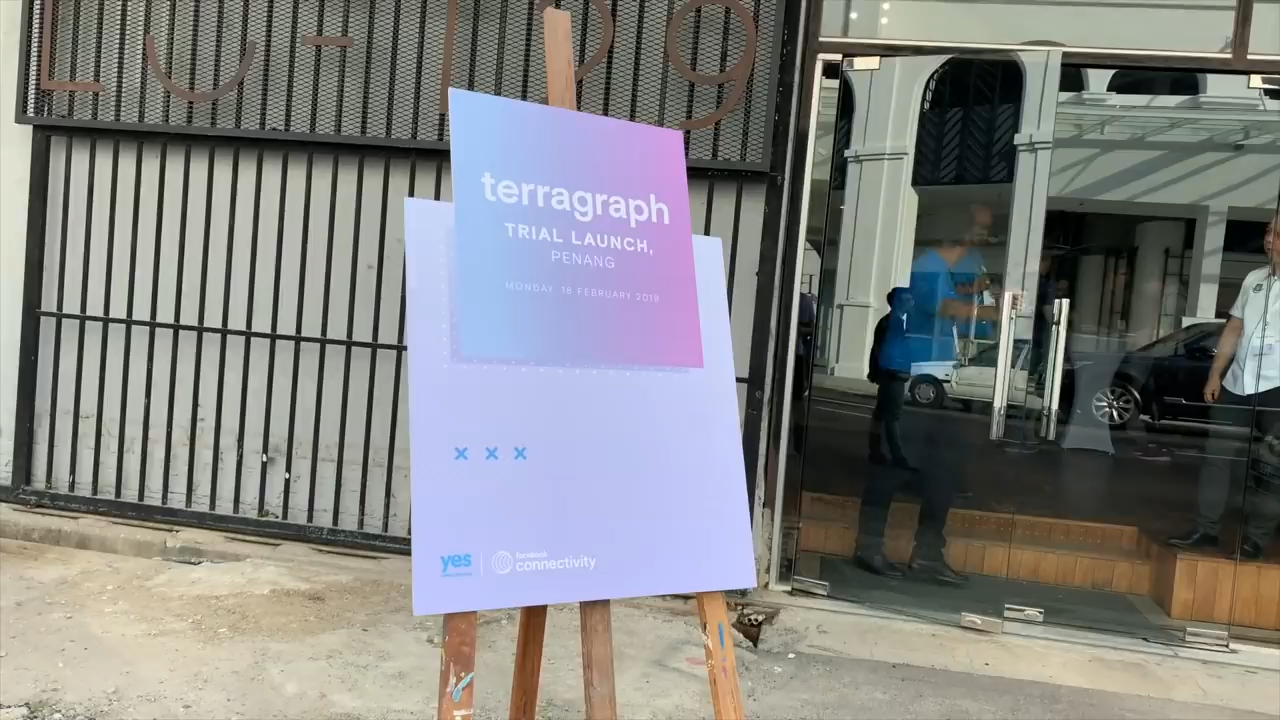 terragraph
TRIAL LAUNCH,
PENANG
MONDAY, 18 FEBRUARY 2019
yes
facebook
connectivity